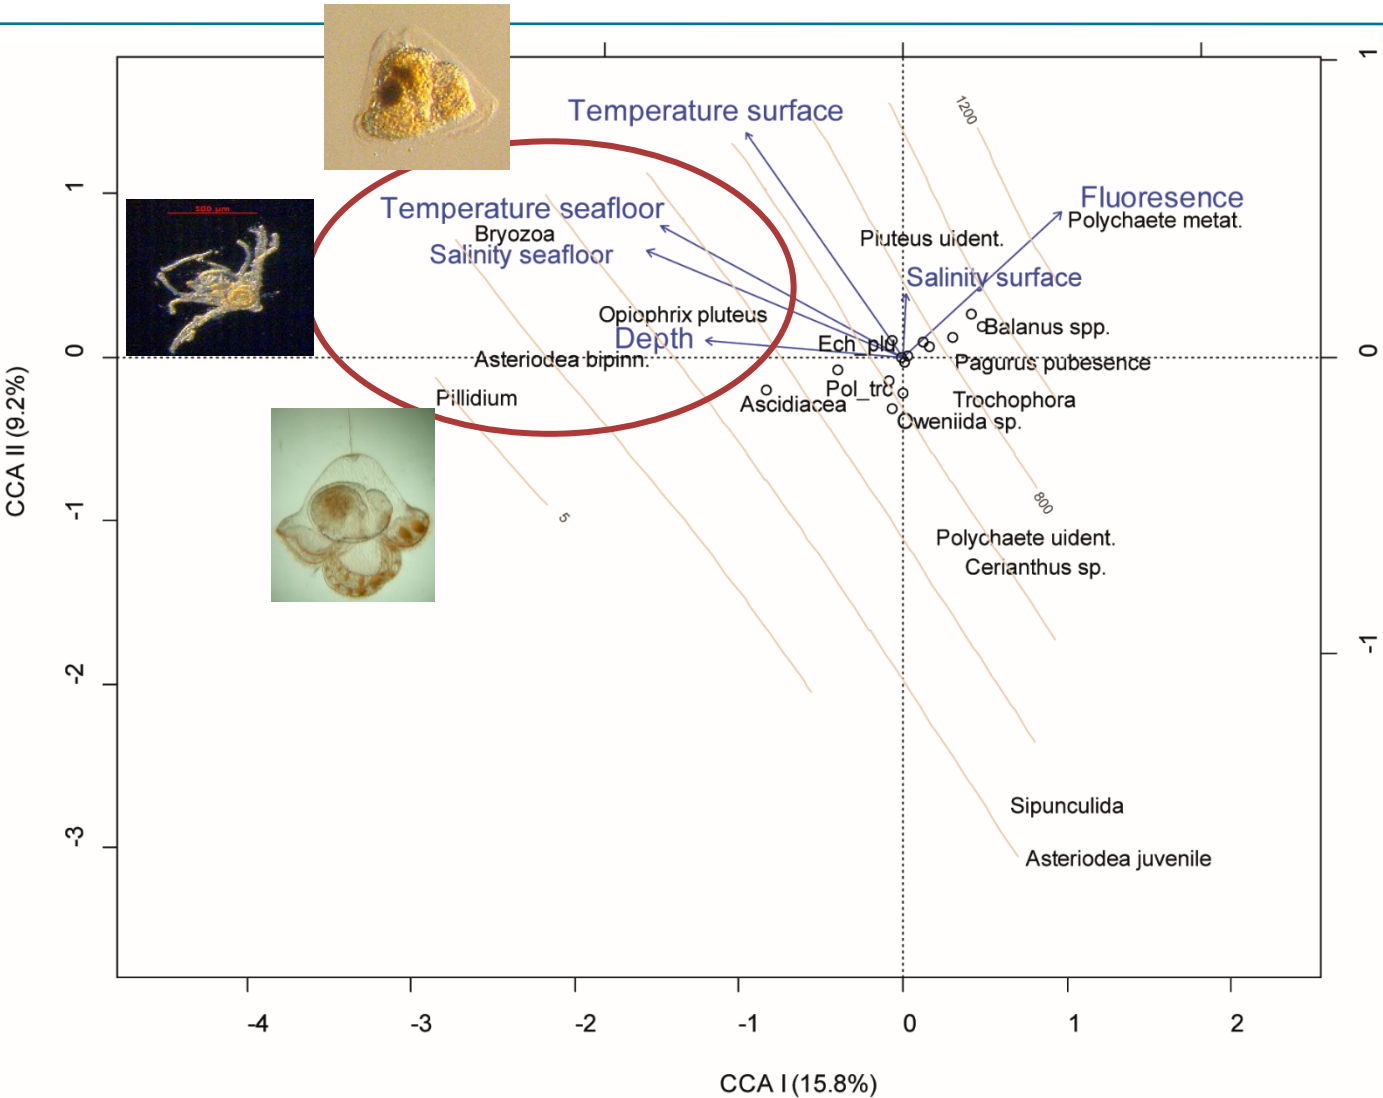 1200
1
Temperature surface
500 µm
1
Temperature seafloor
Fluoresence
Polychaete metat.
Bryozoa
Pluteus uident.
Salinity seafloor
Salinity surface
Opiophrix pluteus
Balanus spp.
Depth
Ech_plu
0
0
Asteriodea bipinn.
Pagurus pubesence
Pillidium
Pol_trc
Ascidiacea
Trochophora
Oweniida sp.
CCA II (9.2%)
5
800
-1
Polychaete uident.
Cerianthus sp.
-1
-2
Sipunculida
-3
Asteriodea juvenile
-4
-3
-2
-1
0
1
2
CCA I (15.8%)